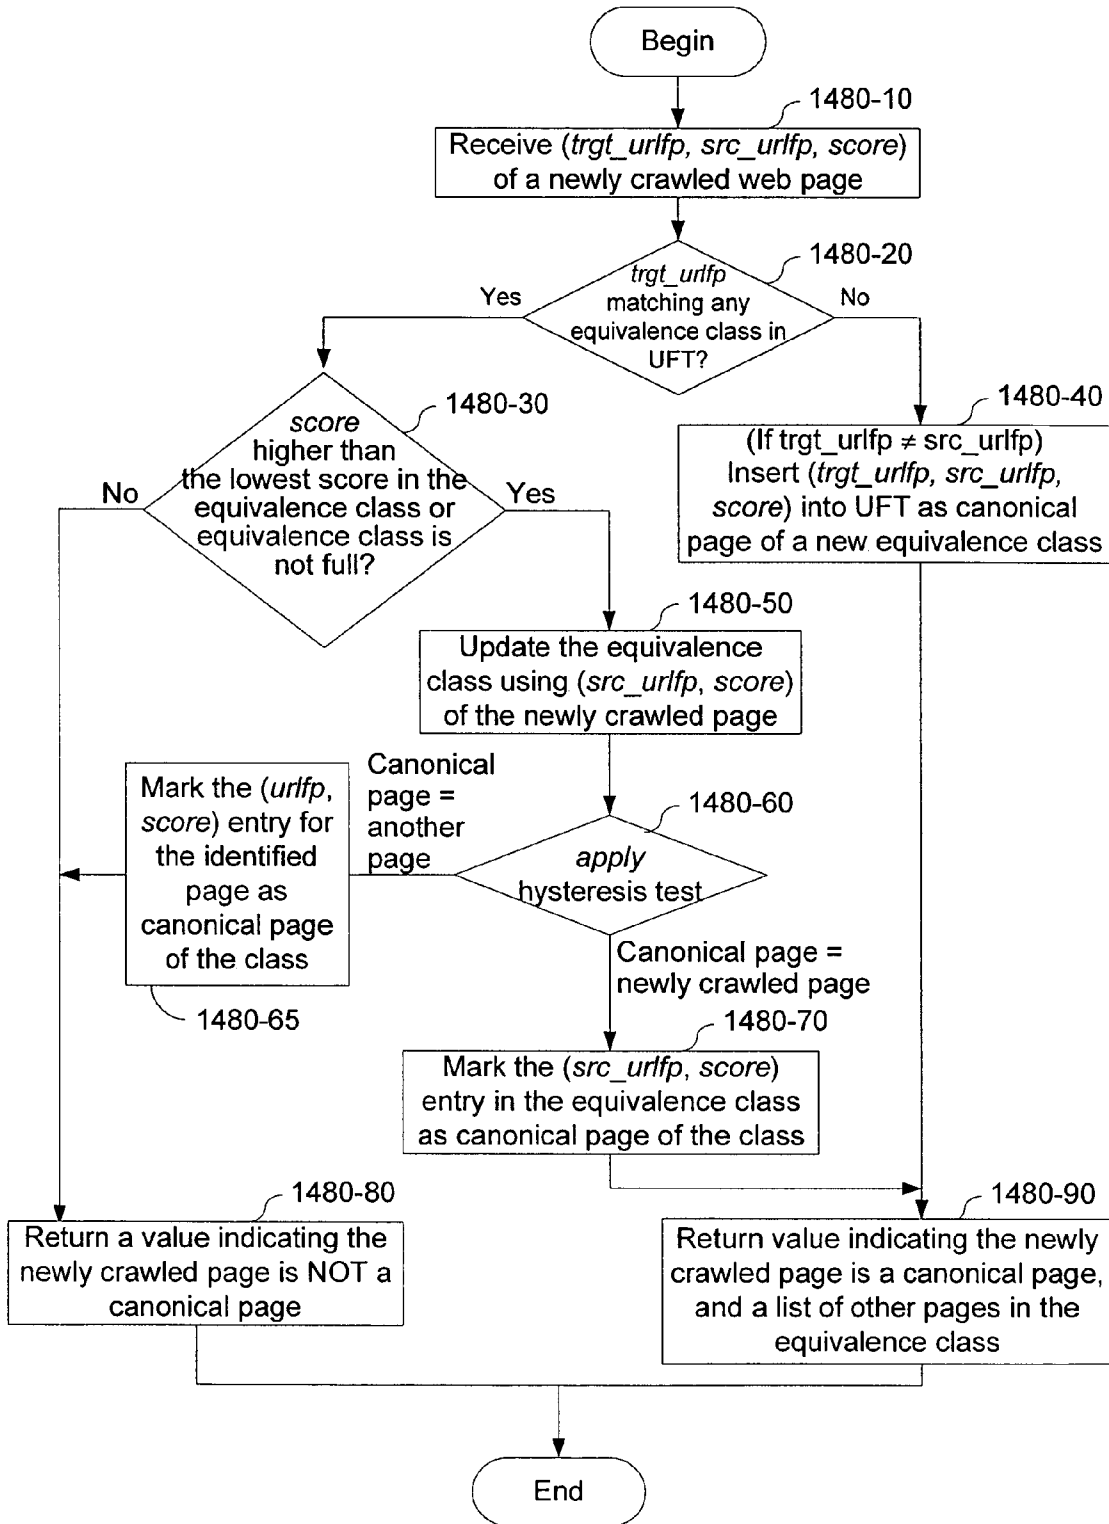 Begin
1480-10
Receive (trgt_urlfp, src_urlfp, score)
of a newly crawled web page
1480-20
trgt_urlfp
matching any
equivalence class in
UFT?
Yes
No
1480-30
score
higher than
the lowest score in the
equivalence class or
equivalence class is
not full?
No
Yes
1480-40
(If trgt_urlfp ≠ src_urlfp)
Insert (trgt_urlfp, src_urlfp,
score) into UFT as canonical
page of a new equivalence class
1480-50
Update the equivalence
class using (src_urlfp, score)
of the newly crawled page
Canonical
page =
another
page
1480-60
apply
hysteresis test
Mark the (urlfp,
score) entry for
the identified
page as
canonical page
of the class
1480-65
Canonical page =
newly crawled page
1480-70
Mark the (src_urlfp, score)
entry in the equivalence class
as canonical page of the class
1480-80
Return a value indicating the
newly crawled page is NOT a
canonical page
1480-90
Return value indicating the newly
crawled page is a canonical page,
and a list of other pages in the
equivalence class
End